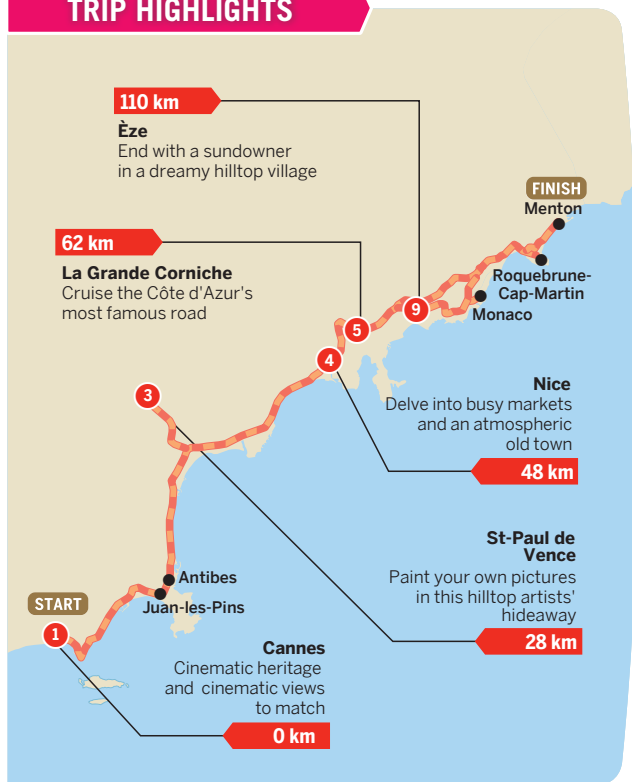 TRIP HIGHLIGHTS
110 km
Èze
End with a sundowner
in a dreamy hilltop village
FINISH
Menton
62 km
La Grande Corniche
Cruise the Côte d'Azur's
most famous road
Roquebrune-
Cap-Martin
Monaco
9
5
4
3
Nice
Delve into busy markets
and an atmospheric
old town
48 km
St-Paul de
Vence
Paint your own pictures
in this hilltop artists'
hideaway
28 km
Antibes
Juan-les-Pins
START
1
Cannes
Cinematic heritage
and cinematic views
to match
0 km